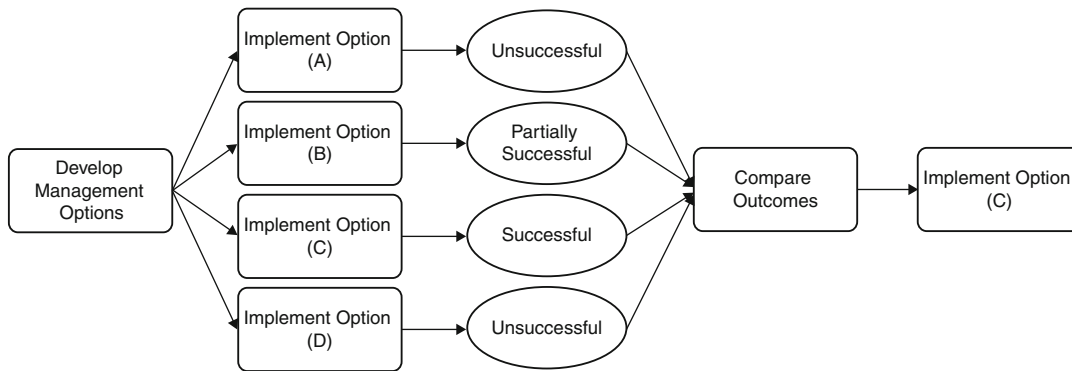 Develop
Management
Options
Implement Option
(A)
Implement Option
(B)
Implement Option
(C)
Implement Option
(D)
Unsuccessful
Partially
Successful
Successful
Unsuccessful
Compare
Outcomes
Implement Option
(C)